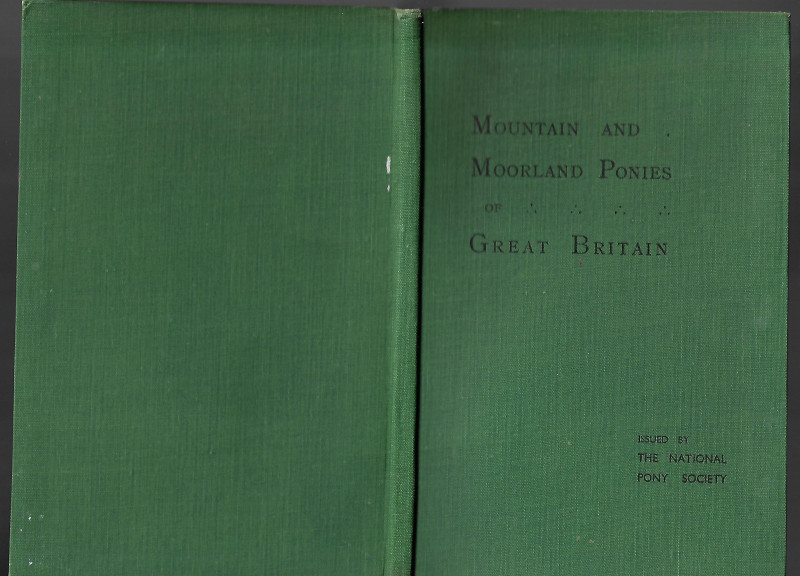 Mountain and .
Moorland Ponies
of ∴ ∴ ∴ ∴
Great Britain
ISSUED BY
THE NATIONAL
PONY SOCIETY